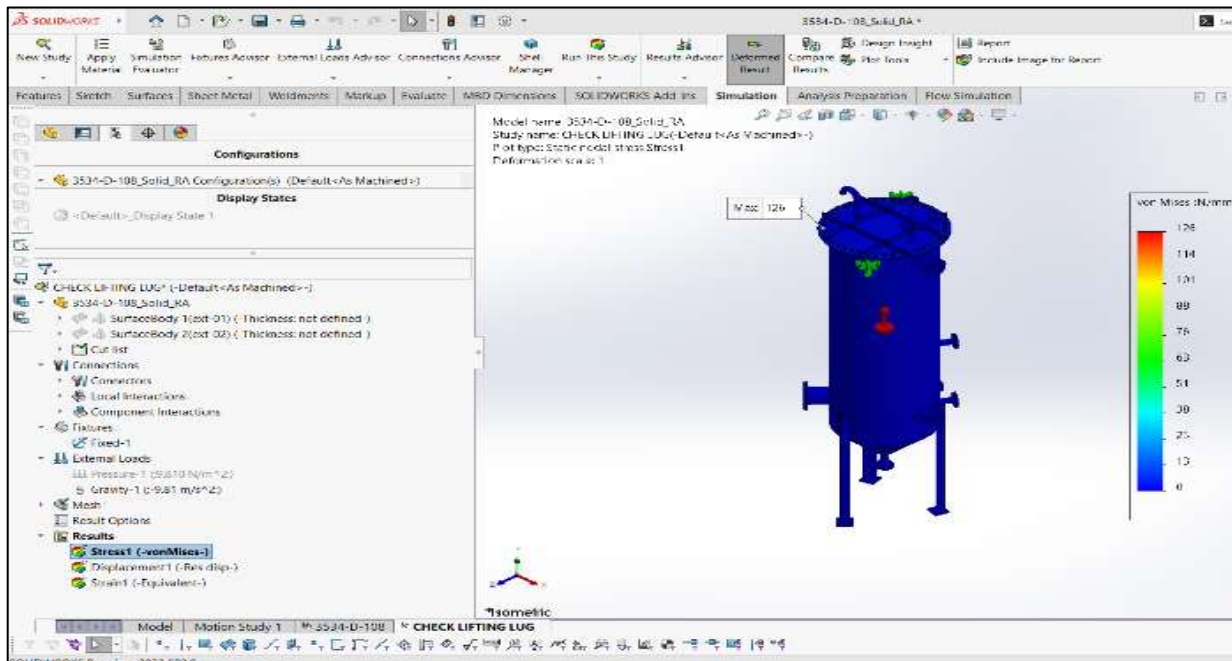 SOLIDWORKS
3534-D-108_Solid_RA *
New Study
Apply Material
Simulation Evaluator
Fixtures Advisor
External Loads Advisor
Connections Advisor
Shell Manager
Run This Study
Results Advisor
Deformed Result
Compare Results
Design Insight
Plot Tools
Report
Include Image for Report
Features Sketch Surfaces Sheet Metal Weldments Markup Evaluate MBD Dimensions SOLIDWORKS Add-Ins Simulation Analysis Preparation Flow Simulation
Configurations
3534-D-108_Solid_RA Configuration(s) (Default<As Machined>)
Display States
<Default>_Display State 1
CHECK LIFTING LUG* (-Default<As Machined>-)
3534-D-108_Solid_RA
SurfaceBody 1(ext-01) (-Thickness: not defined-)
SurfaceBody 2(ext-02) (-Thickness: not defined-)
Cut list
Connections
Connectors
Local Interactions
Component Interactions
Fixtures
Fixed-1
External Loads
Pressure-1 (:9,810 N/m^2:)
Gravity-1 (:-9.81 m/s^2:)
Mesh
Result Options
Results
Stress1 (-vonMises-)
Displacement1 (-Res disp-)
Strain1 (-Equivalent-)
Model name: 3534-D-108_Solid_RA
Study name: CHECK LIFTING LUG(-Default<As Machined>-)
Plot type: Static nodal stress Stress1
Deformation scale: 1
Max: 126
von Mises (N/mm
126
114
101
88
76
63
51
38
25
13
0
*Isometric
Model Motion Study 1 3534-D-108 CHECK LIFTING LUG